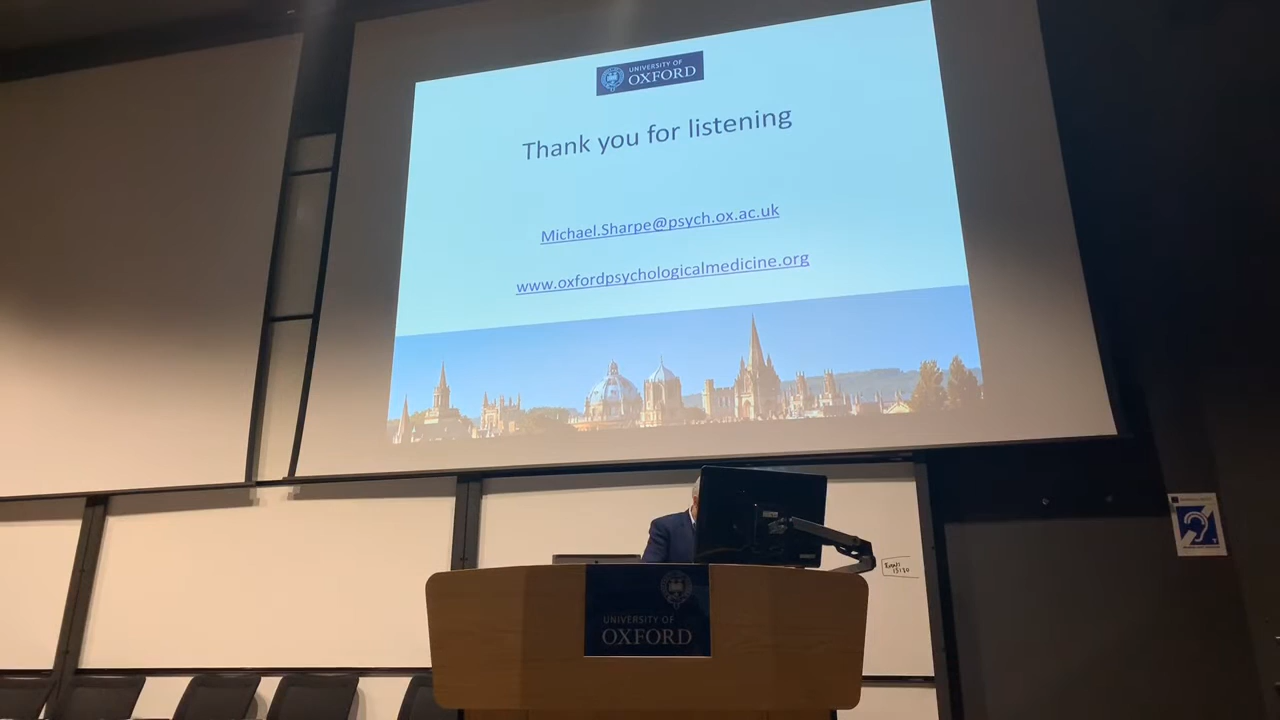 UNIVERSITY OF
OXFORD
Thank you for listening
Michael.Sharpe@psych.ox.ac.uk
www.oxfordpsychologicalmedicine.org
UNIVERSITY OF
OXFORD